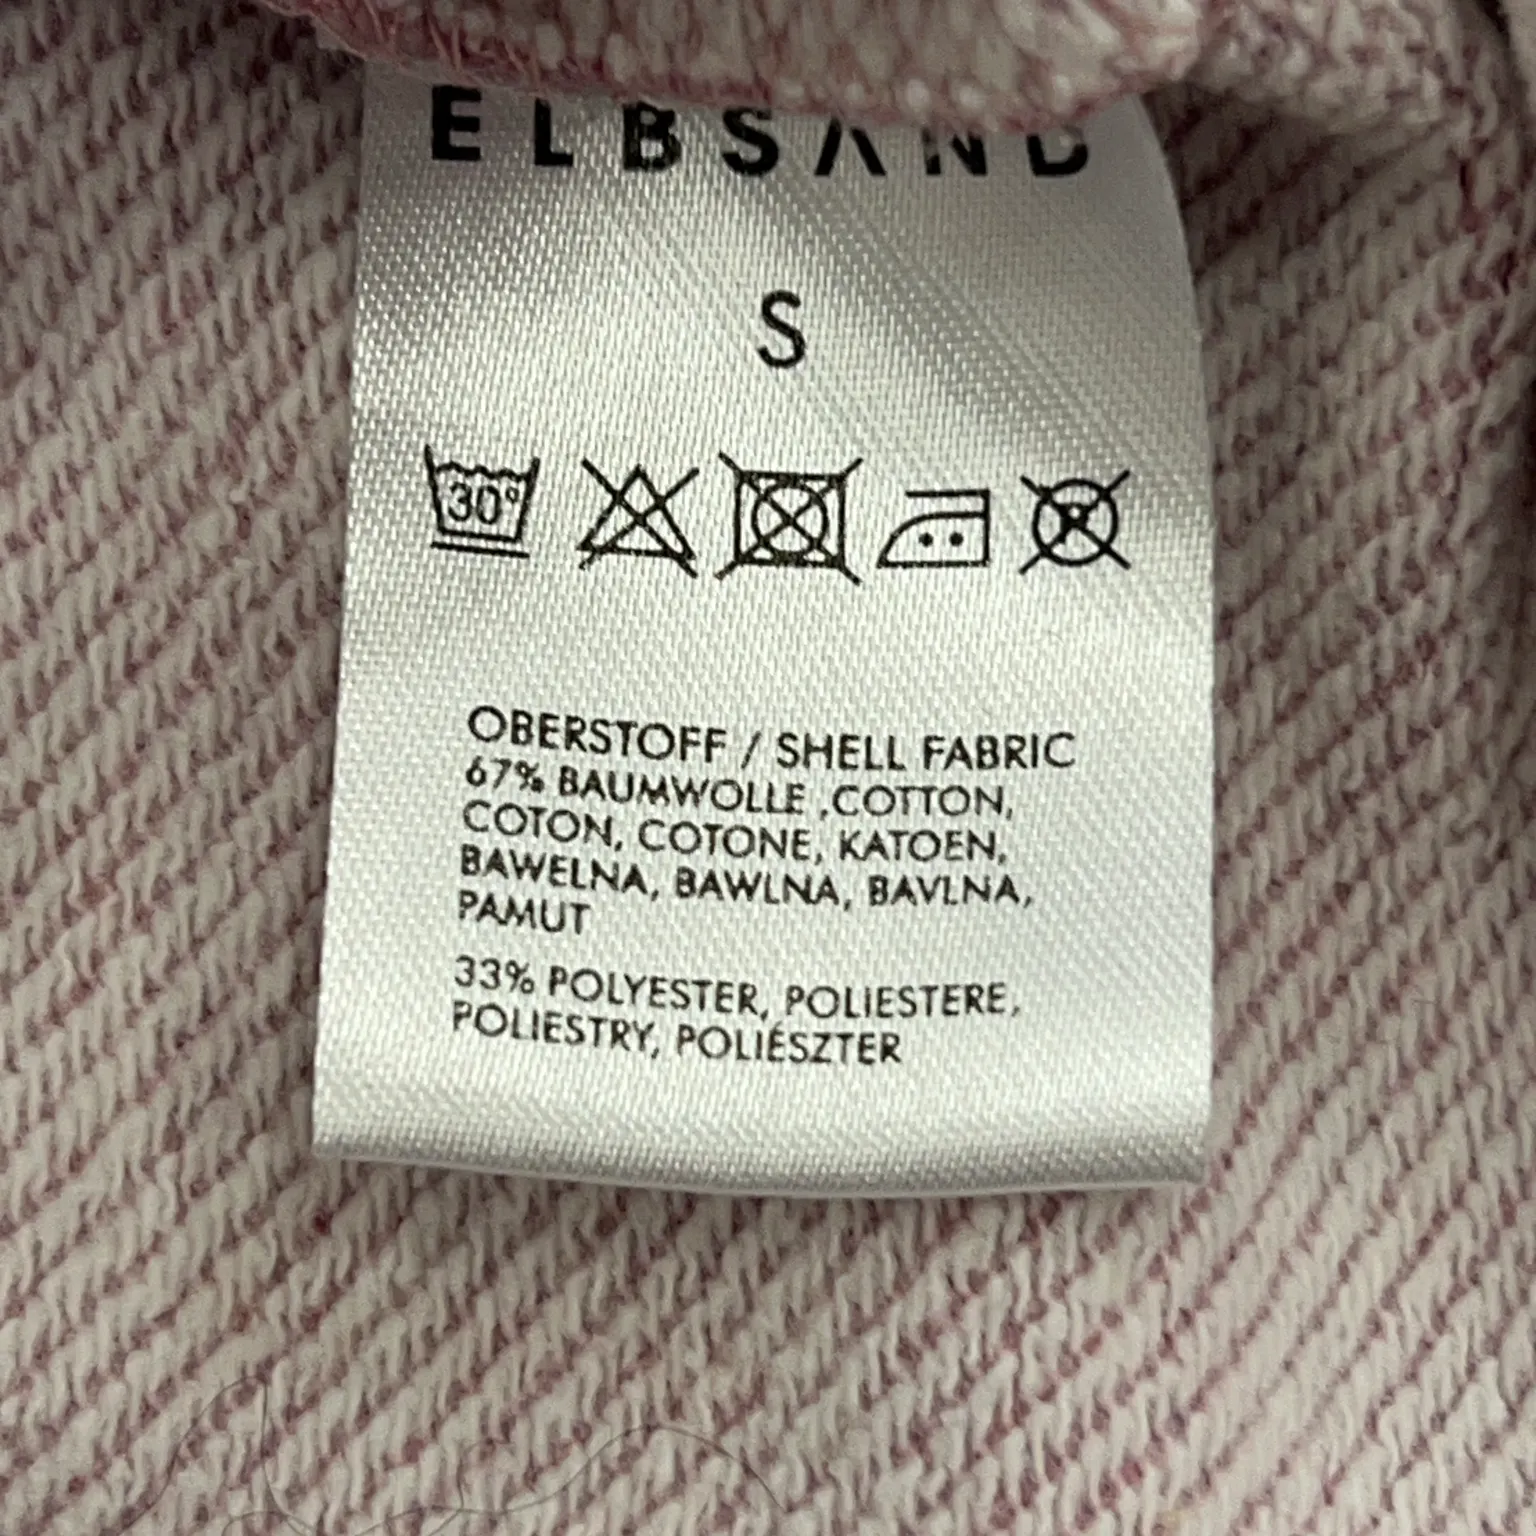 ELBSAND
S
30°
OBERSTOFF / SHELL FABRIC
67% BAUMWOLLE ,COTTON,
COTON, COTONE, KATOEN,
BAWELNA, BAWLNA, BAVLNA,
PAMUT
33% POLYESTER, POLIESTERE,
POLIESTRY, POLIÉSZTER